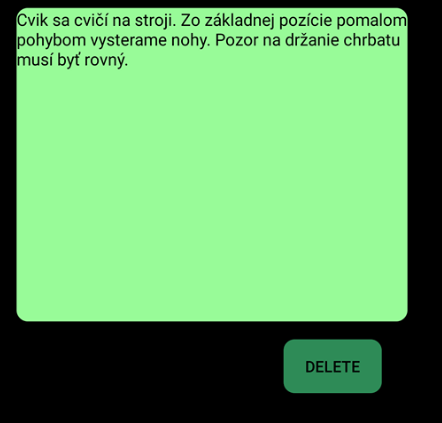 Cvik sa cvičí na stroji. Zo základnej pozície pomalom
pohybom vysterame nohy. Pozor na držanie chrbatu
musí byť rovný.
DELETE